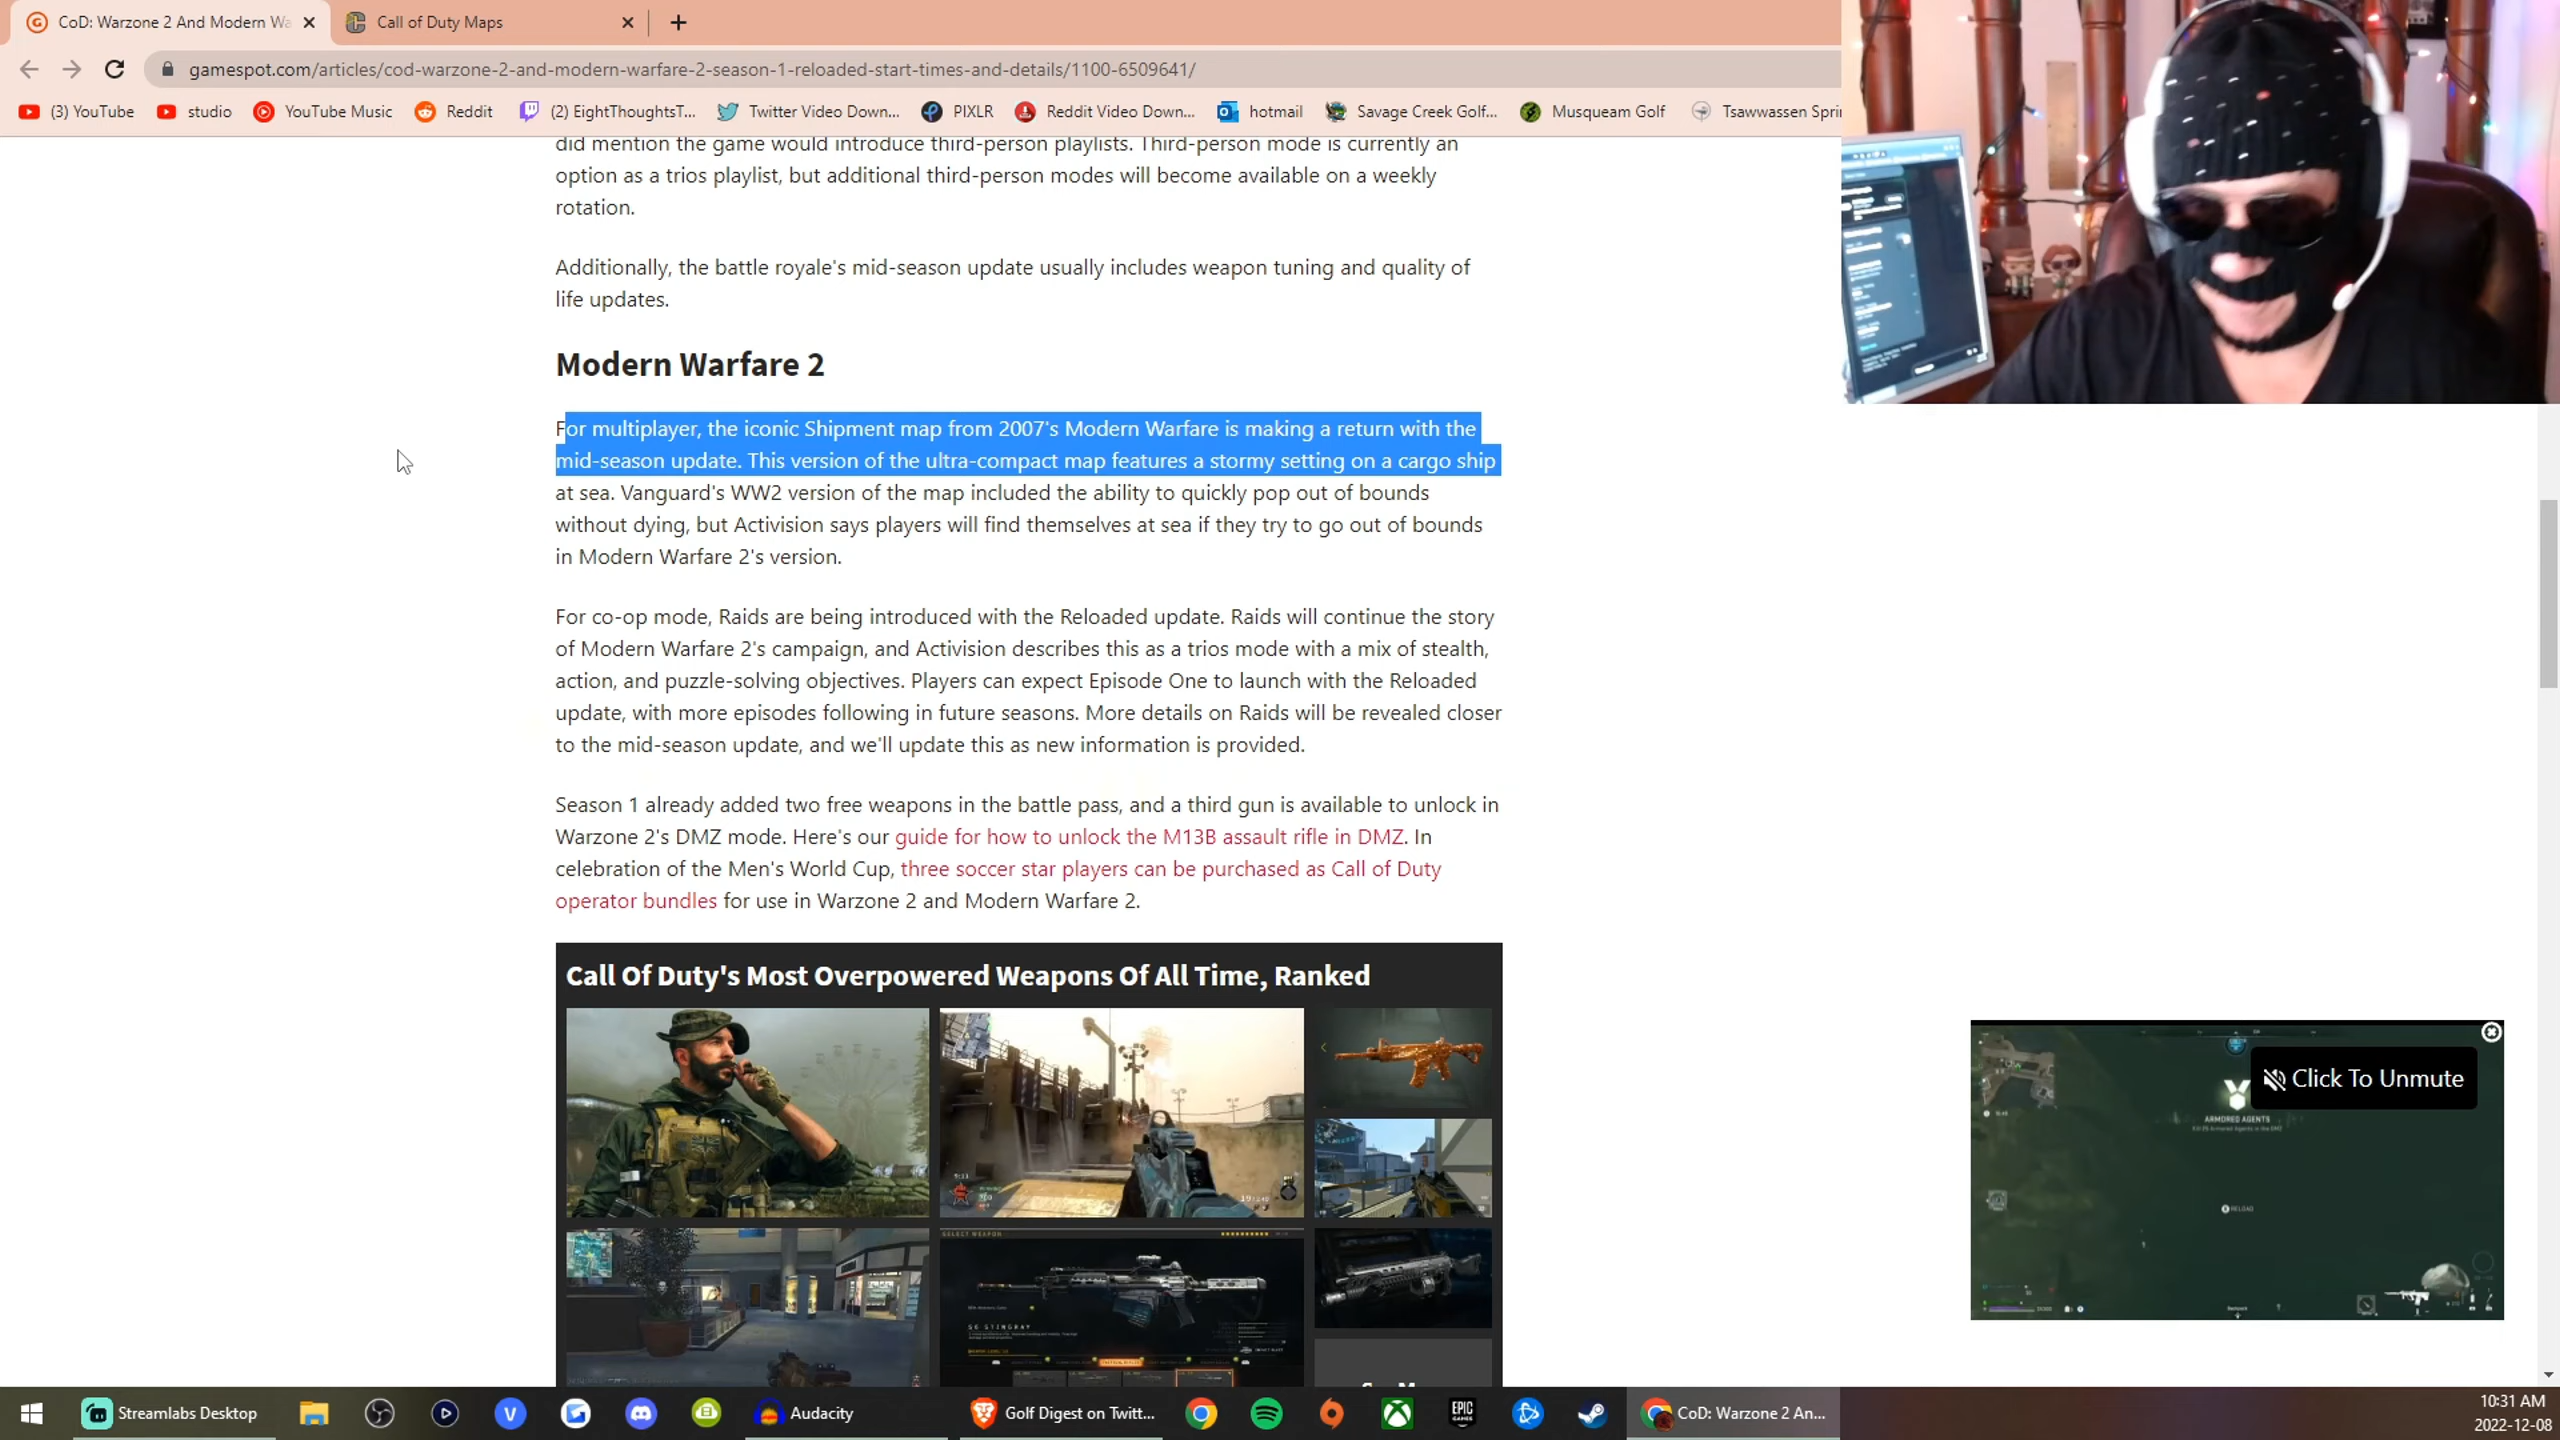 CoD: Warzone 2 And Modern Wa
Call of Duty Maps
gamespot.com/articles/cod-warzone-2-and-modern-warfare-2-season-1-reloaded-start-times-and-details/1100-6509641/
(3) YouTube studio YouTube Music Reddit (2) EightThoughtsT... Twitter Video Down... PIXLR Reddit Video Down... hotmail Savage Creek Golf... Musqueam Golf Tsawwassen Spri
did mention the game would introduce third-person playlists. Third-person mode is currently an
option as a trios playlist, but additional third-person modes will become available on a weekly
rotation.
Additionally, the battle royale's mid-season update usually includes weapon tuning and quality of
life updates.
Modern Warfare 2
For multiplayer, the iconic Shipment map from 2007's Modern Warfare is making a return with the
mid-season update. This version of the ultra-compact map features a stormy setting on a cargo ship
at sea. Vanguard's WW2 version of the map included the ability to quickly pop out of bounds
without dying, but Activision says players will find themselves at sea if they try to go out of bounds
in Modern Warfare 2's version.
For co-op mode, Raids are being introduced with the Reloaded update. Raids will continue the story
of Modern Warfare 2's campaign, and Activision describes this as a trios mode with a mix of stealth,
action, and puzzle-solving objectives. Players can expect Episode One to launch with the Reloaded
update, with more episodes following in future seasons. More details on Raids will be revealed closer
to the mid-season update, and we'll update this as new information is provided.
Season 1 already added two free weapons in the battle pass, and a third gun is available to unlock in
Warzone 2's DMZ mode. Here's our guide for how to unlock the M13B assault rifle in DMZ. In
celebration of the Men's World Cup, three soccer star players can be purchased as Call of Duty
operator bundles for use in Warzone 2 and Modern Warfare 2.
Call Of Duty's Most Overpowered Weapons Of All Time, Ranked
SELECT WEAPON
SG STINGRAY
Click To Unmute
ARMORED AGENTS
RELOAD
Streamlabs Desktop
Audacity
Golf Digest on Twitt...
EPIC
GAMES
CoD: Warzone 2 An...
10:31 AM
2022-12-08